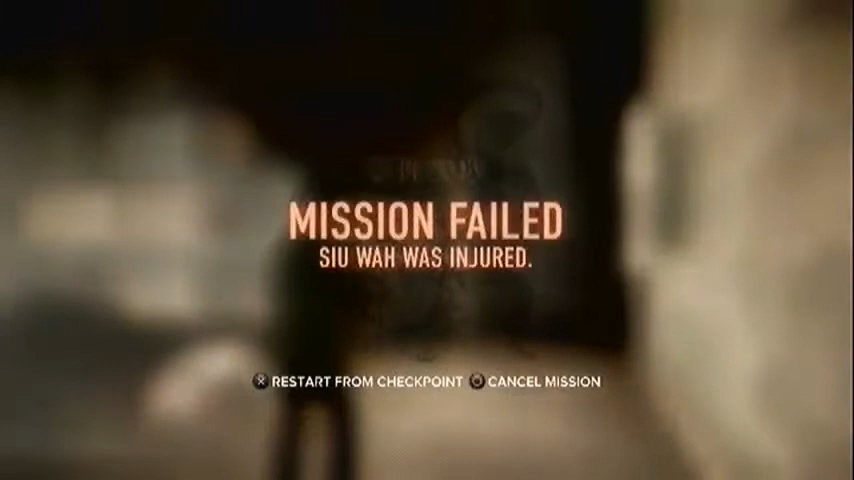 MISSION FAILED
SIU WAH WAS INJURED.
RESTART FROM CHECKPOINT CANCEL MISSION